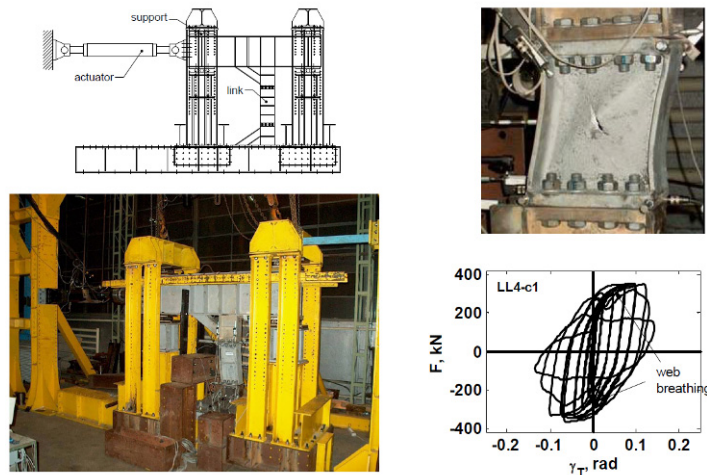 support
actuator
link
400
LL4-c1
200
F, kN
0
web
breathing
-200
-400
-0.2
-0.1
0
0.1
0.2
γT, rad